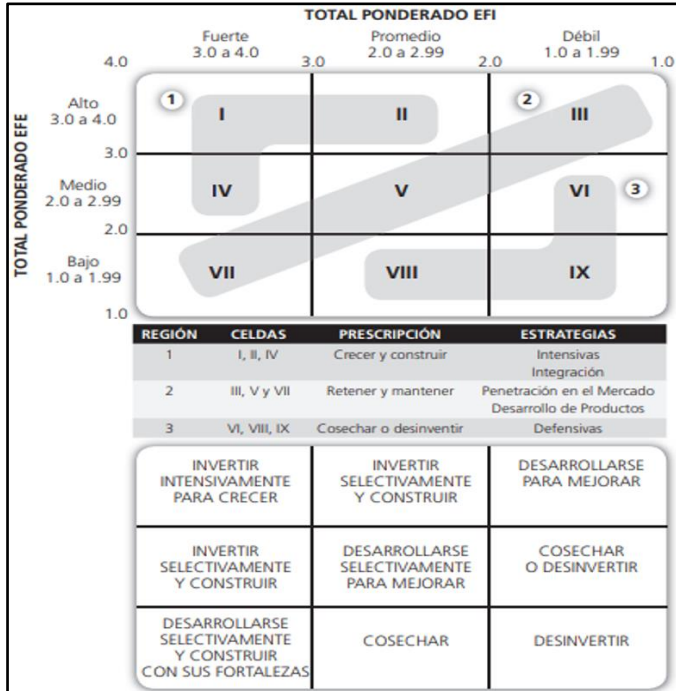 TOTAL PONDERADO EFI
Fuerte
3.0 a 4.0
Promedio
2.0 a 2.99
Débil
1.0 a 1.99
4.0
3.0
2.0
1.0
TOTAL PONDERADO EFE
Alto
3.0 a 4.0
1
I
II
2
III
3.0
Medio
2.0 a 2.99
IV
V
VI
3
2.0
Bajo
1.0 a 1.99
VII
VIII
IX
1.0
REGIÓN CELDAS PRESCRIPCIÓN ESTRATEGIAS
1 I, II, IV Crecer y construir Intensivas
Integración
2 III, V y VII Retener y mantener Penetración en el Mercado
Desarrollo de Productos
3 VI, VIII, IX Cosechar o desinventir Defensivas
INVERTIR
INTENSIVAMENTE
PARA CRECER
INVERTIR
SELECTIVAMENTE
Y CONSTRUIR
DESARROLLARSE
PARA MEJORAR
INVERTIR
SELECTIVAMENTE
Y CONSTRUIR
DESARROLLARSE
SELECTIVAMENTE
PARA MEJORAR
COSECHAR
O DESINVERTIR
DESARROLLARSE
SELECTIVAMENTE
Y CONSTRUIR
CON SUS FORTALEZAS
COSECHAR
DESINVERTIR